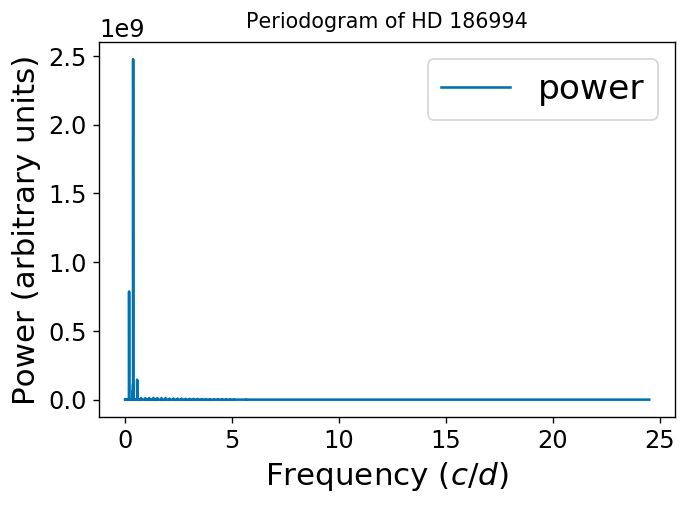 Periodogram of HD 186994
1e9
power
2.5
2.0
1.5
1.0
0.5
0.0
Power (arbitrary units)
0 5 10 15 20 25
Frequency (c/d)